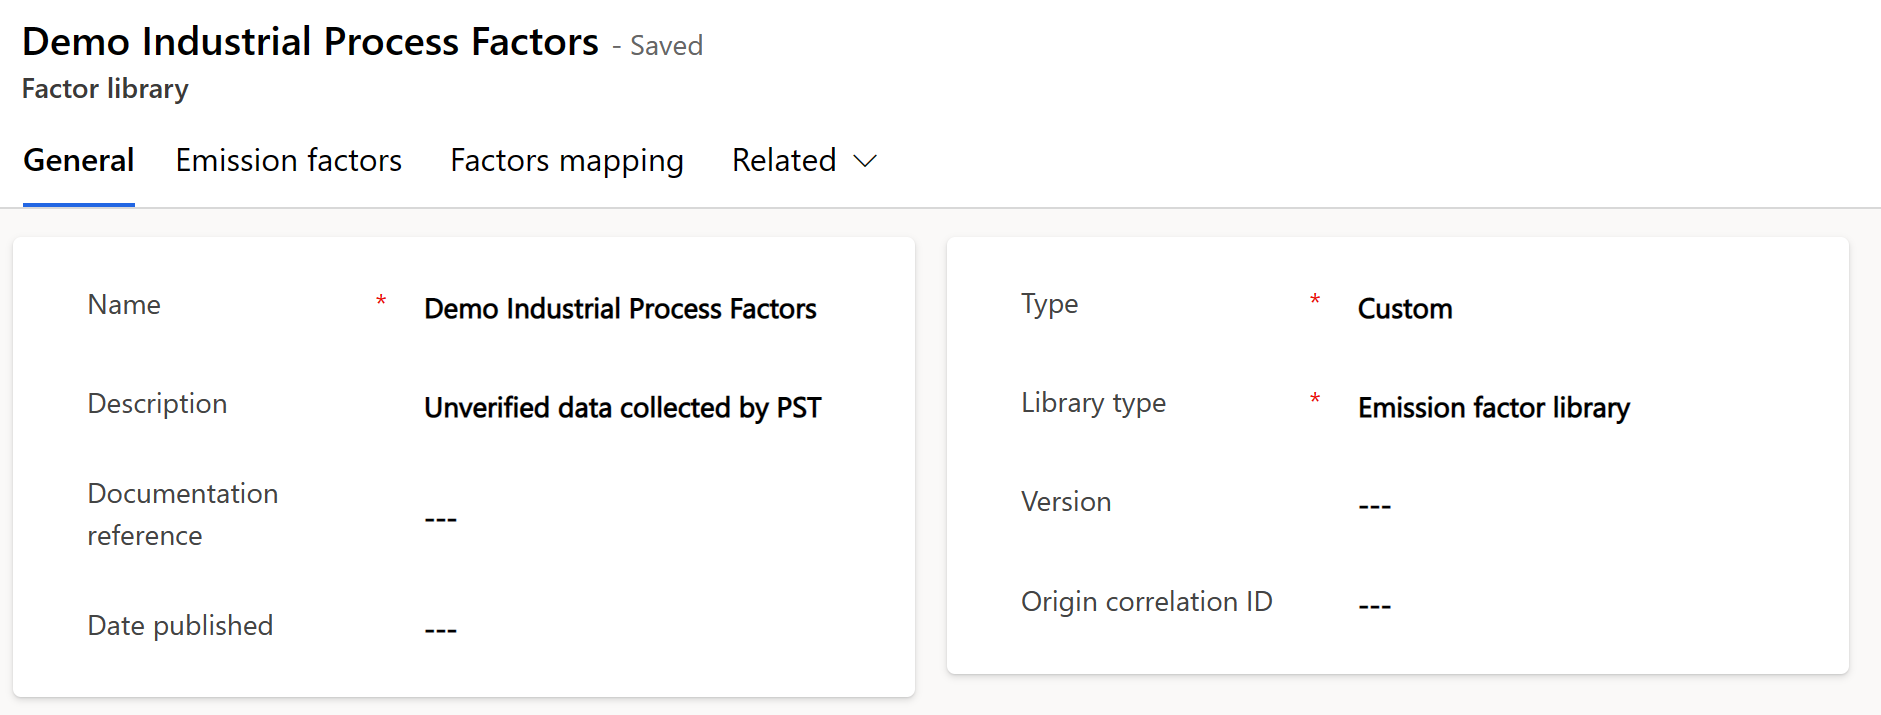 Demo Industrial Process Factors - Saved
Factor library
General Emission factors Factors mapping Related
Name * Demo Industrial Process Factors
Description Unverified data collected by PST
Documentation
reference ---
Date published ---
Type * Custom
Library type * Emission factor library
Version ---
Origin correlation ID ---